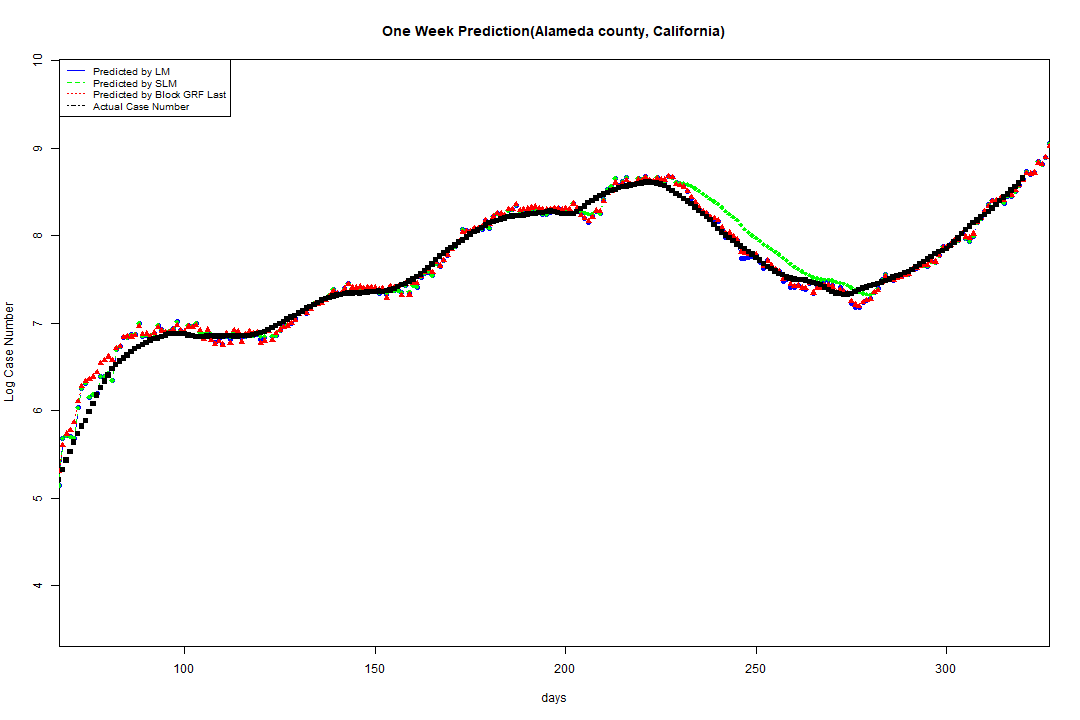 One Week Prediction(Alameda county, California)
Predicted by LM
Predicted by SLM
Predicted by Block GRF Last
Actual Case Number
Log Case Number
10
9
8
7
6
5
4
100 150 200 250 300
days